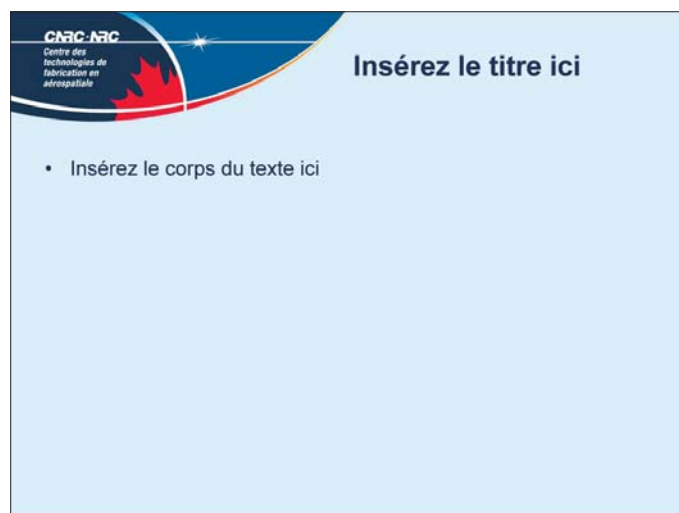 CNRC·NRC
Centre des
technologies de
fabrication en
aérospatiale
Insérez le titre ici
• Insérez le corps du texte ici